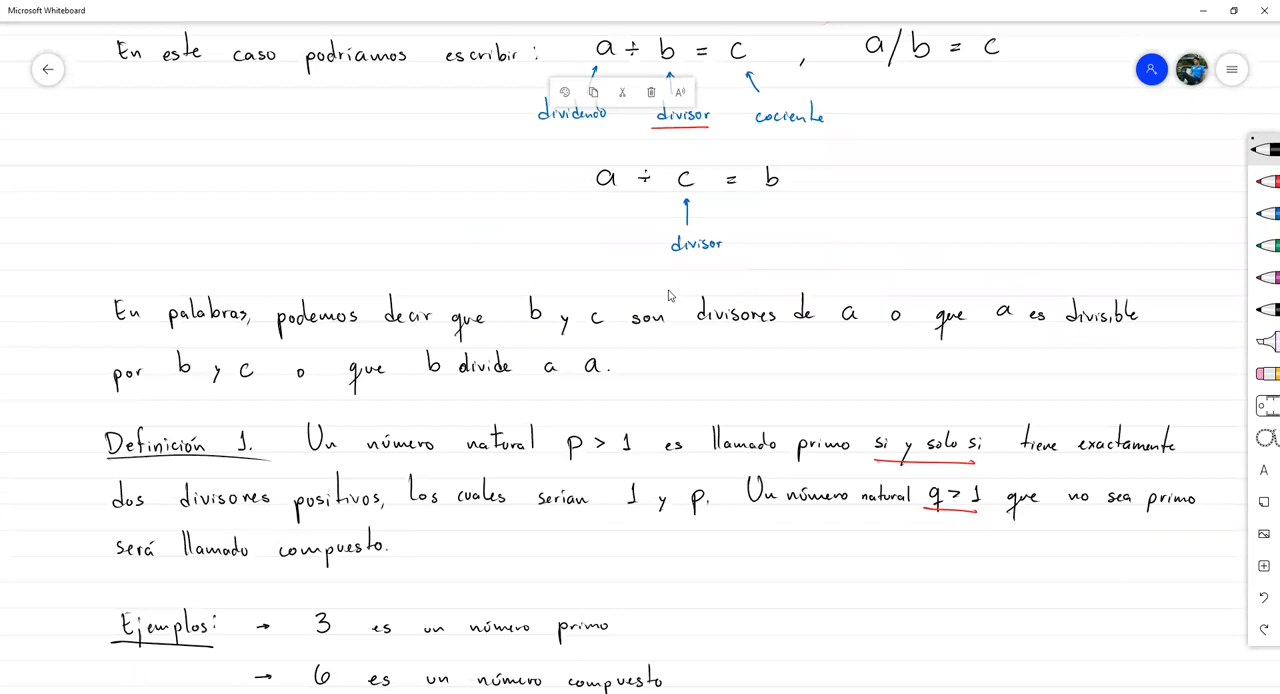 Microsoft Whiteboard
En este caso podríamos escribir: a ÷ b = c , a/b = c
dividendo divisor cociente
a ÷ c = b
divisor
En palabras, podemos decir que b y c son divisores de a o que a es divisible
por b y c o que b divide a a.
Definición 1. Un número natural p > 1 es llamado primo si y solo si tiene exactamente
dos divisores positivos, los cuales serían 1 y p. Un número natural q > 1 que no sea primo
será llamado compuesto.
Ejemplos: → 3 es un número primo
→ 6 es un número compuesto